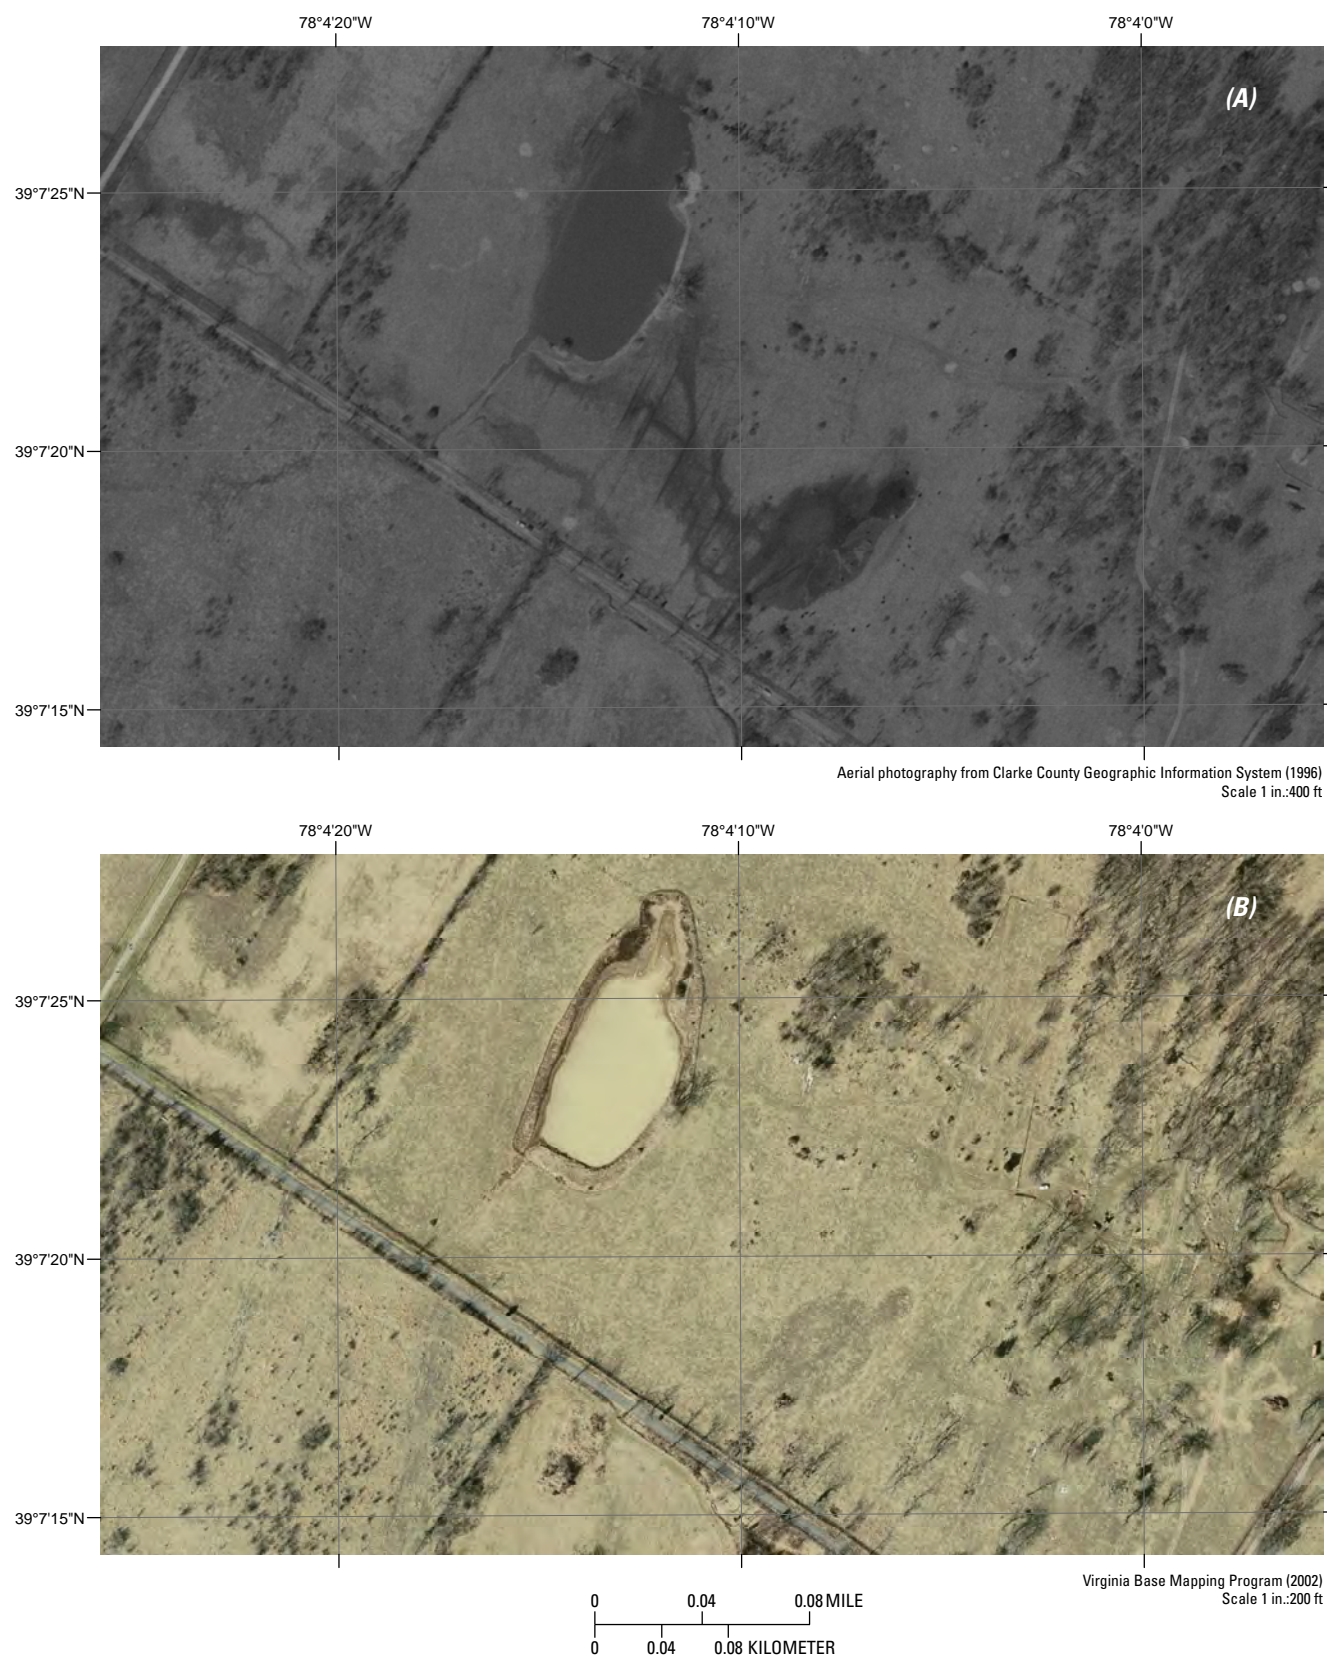 78°4'20"W 78°4'10"W 78°4'0"W
(A)
39°7'25"N
39°7'20"N
39°7'15"N
Aerial photography from Clarke County Geographic Information System (1996)
Scale 1 in.:400 ft
78°4'20"W 78°4'10"W 78°4'0"W
(B)
39°7'25"N
39°7'20"N
39°7'15"N
Virginia Base Mapping Program (2002)
Scale 1 in.:200 ft
0 0.04 0.08 MILE
0 0.04 0.08 KILOMETER